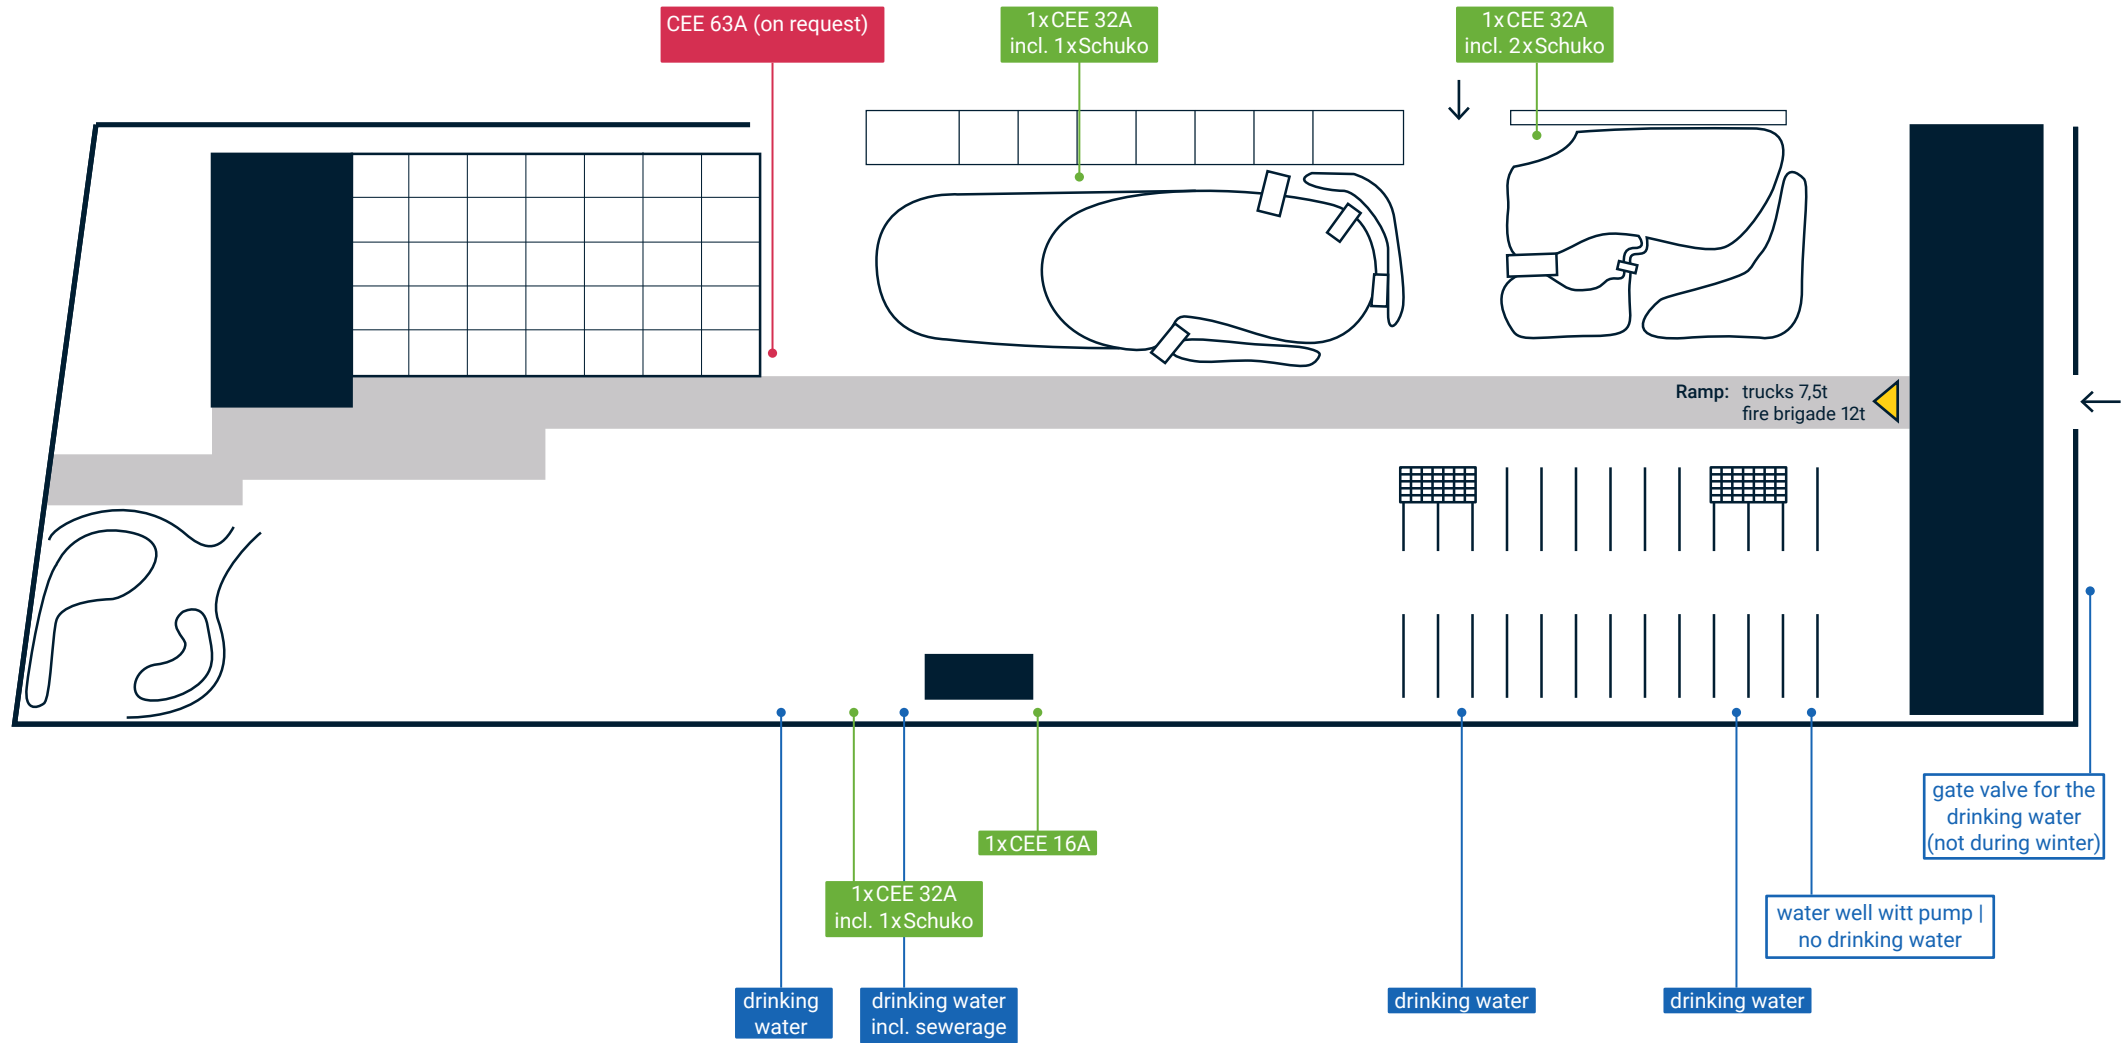 CEE 63A (on request)
1xCEE 32A
incl. 1xSchuko
1xCEE 32A
incl. 2xSchuko
Ramp: trucks 7,5t
fire brigade 12t
gate valve for the
drinking water
(not during winter)
1xCEE 16A
1xCEE 32A
incl. 1xSchuko
water well witt pump |
no drinking water
drinking
water
drinking water
incl. sewerage
drinking water
drinking water